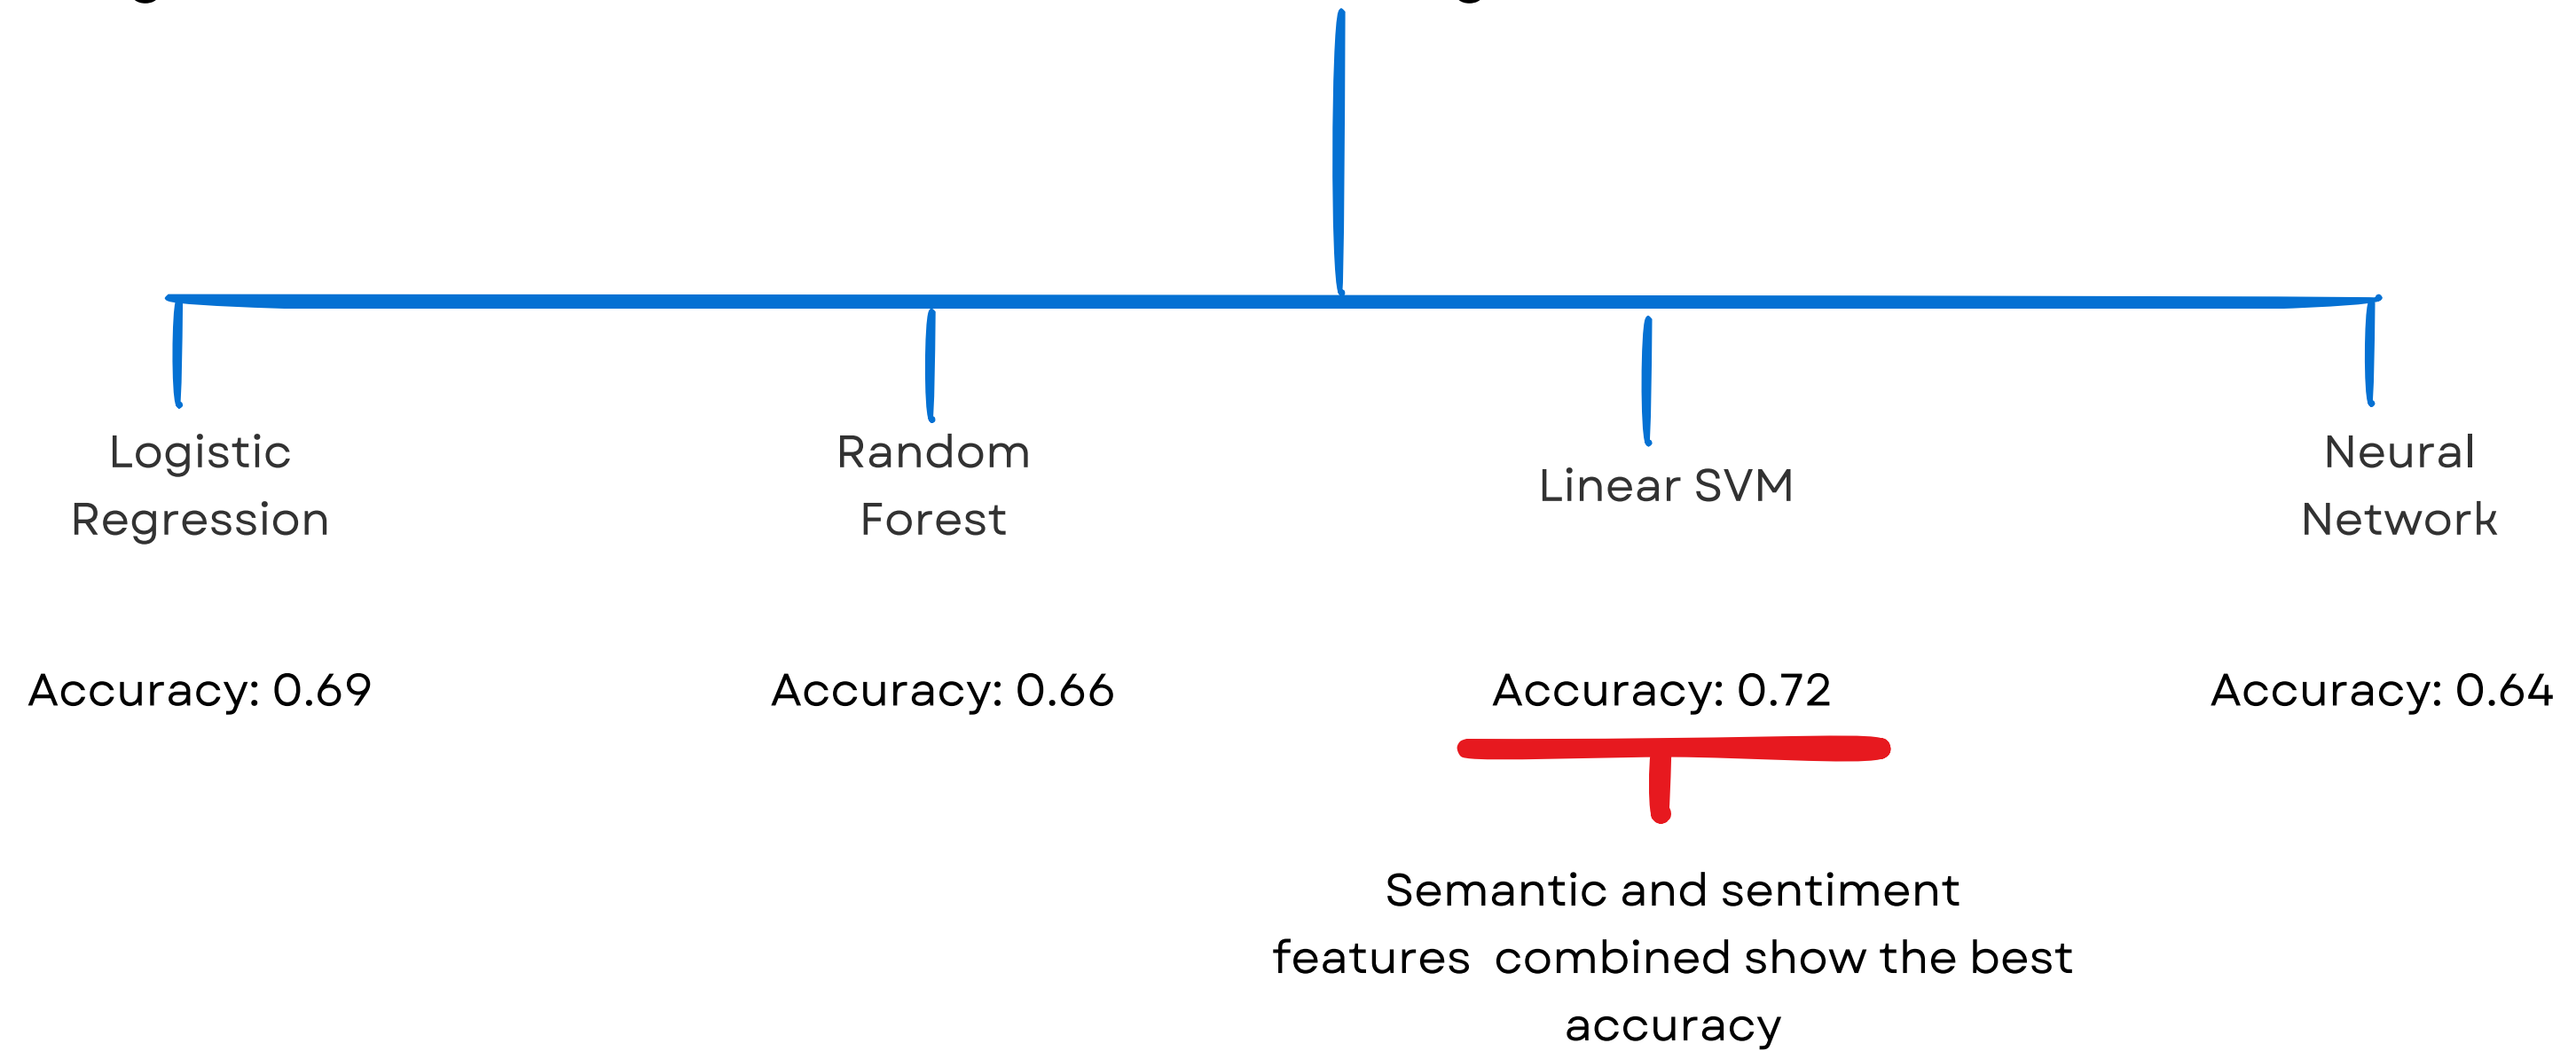 Logistic
Regression
Random
Forest
Linear SVM
Neural
Network
Accuracy: 0.69
Accuracy: 0.66
Accuracy: 0.72
Accuracy: 0.64
Semantic and sentiment
features combined show the best
accuracy